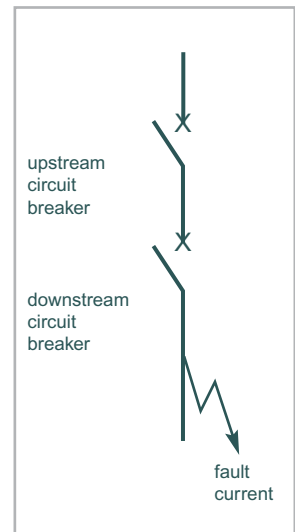 upstream
circuit
breaker
downstream
circuit
breaker
fault
current